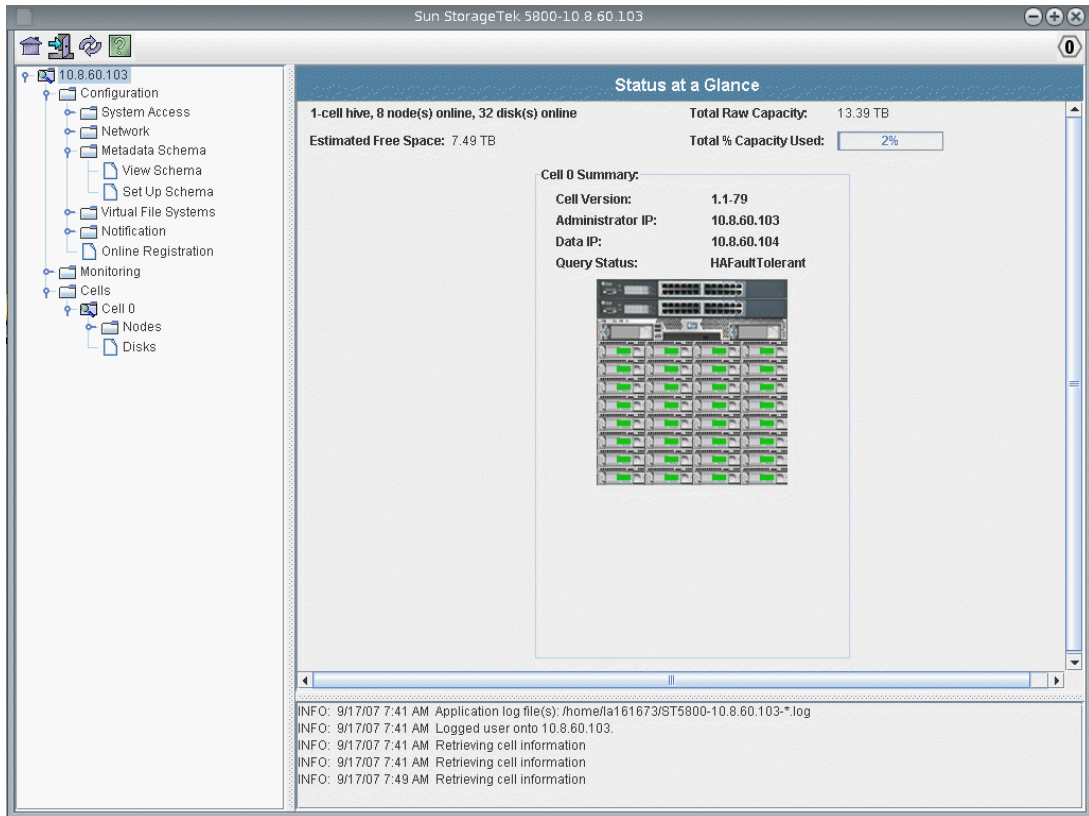 Sun StorageTek 5800-10.8.60.103
0
10.8.60.103
Configuration
System Access
Network
Metadata Schema
View Schema
Set Up Schema
Virtual File Systems
Notification
Online Registration
Monitoring
Cells
Cell 0
Nodes
Disks
Status at a Glance
1-cell hive, 8 node(s) online, 32 disk(s) online
Total Raw Capacity: 13.39 TB
Estimated Free Space: 7.49 TB
Total % Capacity Used: 2%
Cell 0 Summary:
Cell Version: 1.1-79
Administrator IP: 10.8.60.103
Data IP: 10.8.60.104
Query Status: HAFaultTolerant
INFO: 9/17/07 7:41 AM Application log file(s): /home/la161673/ST5800-10.8.60.103-*.log
INFO: 9/17/07 7:41 AM Logged user onto 10.8.60.103.
INFO: 9/17/07 7:41 AM Retrieving cell information
INFO: 9/17/07 7:41 AM Retrieving cell information
INFO: 9/17/07 7:49 AM Retrieving cell information